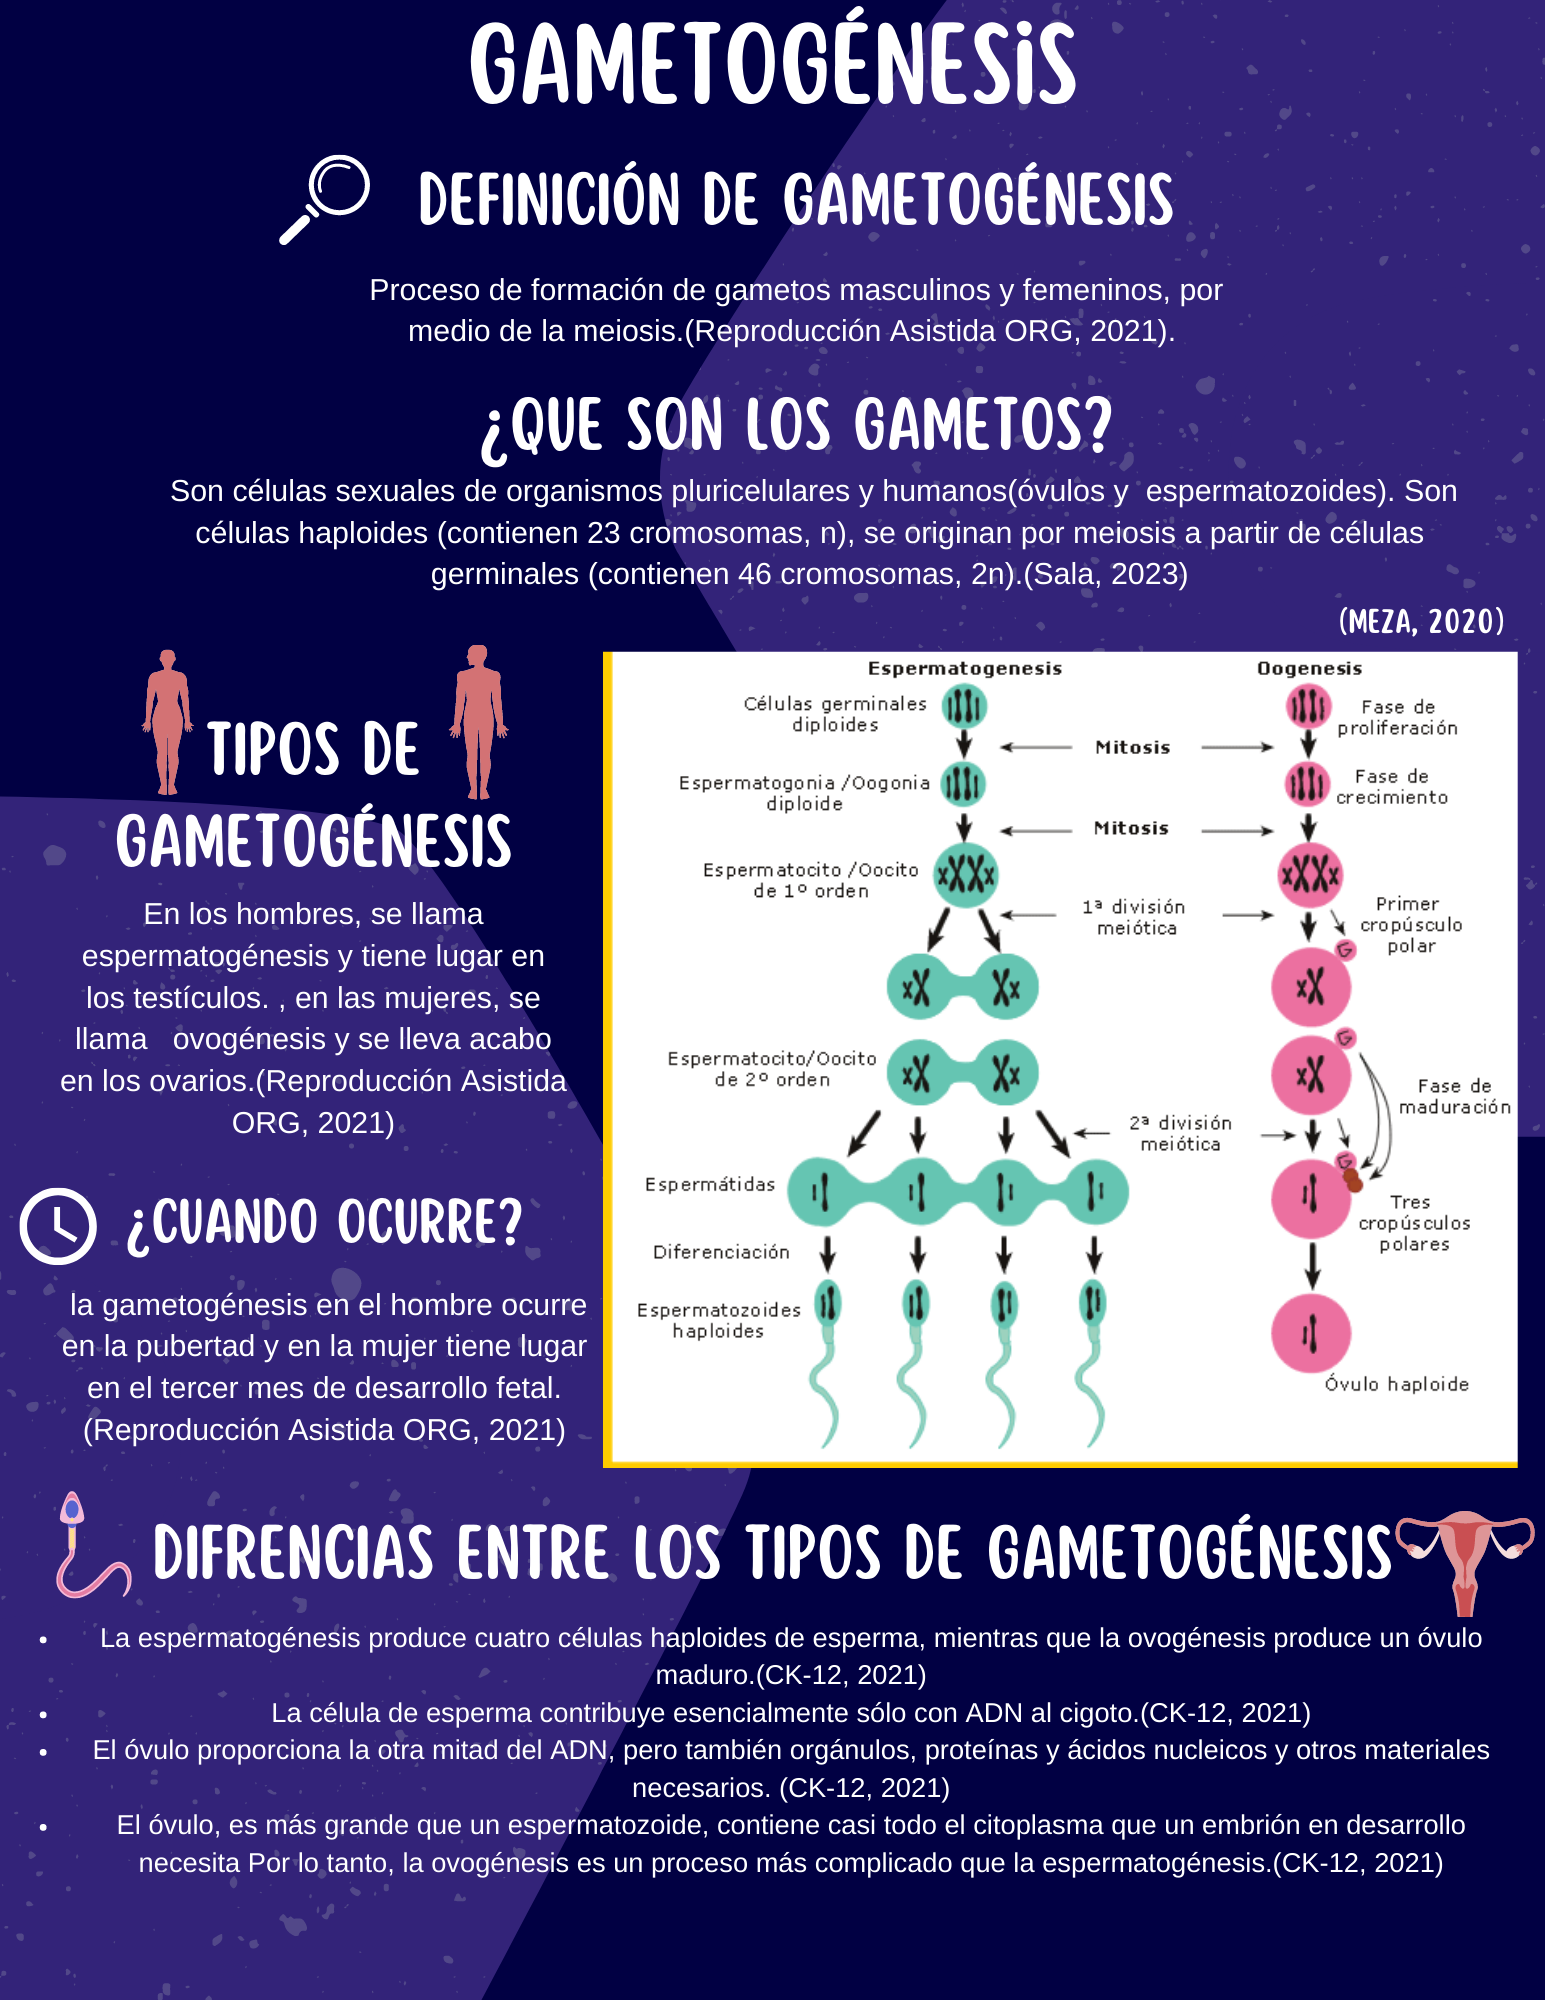 GAMETOGÉNESiS
DEFINICIÓN DE GAMETOGÉNESIS
Proceso de formación de gametos masculinos y femeninos, por
medio de la meiosis.(Reproducción Asistida ORG, 2021).
¿QUE SON LOS GAMETOS?
Son células sexuales de organismos pluricelulares y humanos(óvulos y espermatozoides). Son
células haploides (contienen 23 cromosomas, n), se originan por meiosis a partir de células
germinales (contienen 46 cromosomas, 2n).(Sala, 2023)
(MEZA, 2020)
TIPOS DE
GAMETOGÉNESIS
En los hombres, se llama
espermatogénesis y tiene lugar en
los testículos. , en las mujeres, se
llama ovogénesis y se lleva acabo
en los ovarios.(Reproducción Asistida
ORG, 2021)
¿CUANDO OCURRE?
la gametogénesis en el hombre ocurre
en la pubertad y en la mujer tiene lugar
en el tercer mes de desarrollo fetal.
(Reproducción Asistida ORG, 2021)
Espermatogenesis
Oogenesis
Células germinales
diploides
Fase de
proliferación
Mitosis
Espermatogonia /Oogonia
diploide
Fase de
crecimiento
Mitosis
Espermatocito /Oocito
de 1º orden
1ª división
meiótica
Primer
cropúsculo
polar
Espermatocito/Oocito
de 2º orden
Fase de
maduración
2ª división
meiótica
Espermátidas
Tres
cropúsculos
polares
Diferenciación
Espermatozoides
haploides
Óvulo haploide
DIFRENCIAS ENTRE LOS TIPOS DE GAMETOGÉNESIS
• La espermatogénesis produce cuatro células haploides de esperma, mientras que la ovogénesis produce un óvulo
maduro.(CK-12, 2021)
• La célula de esperma contribuye esencialmente sólo con ADN al cigoto.(CK-12, 2021)
• El óvulo proporciona la otra mitad del ADN, pero también orgánulos, proteínas y ácidos nucleicos y otros materiales
necesarios. (CK-12, 2021)
• El óvulo, es más grande que un espermatozoide, contiene casi todo el citoplasma que un embrión en desarrollo
necesita Por lo tanto, la ovogénesis es un proceso más complicado que la espermatogénesis.(CK-12, 2021)